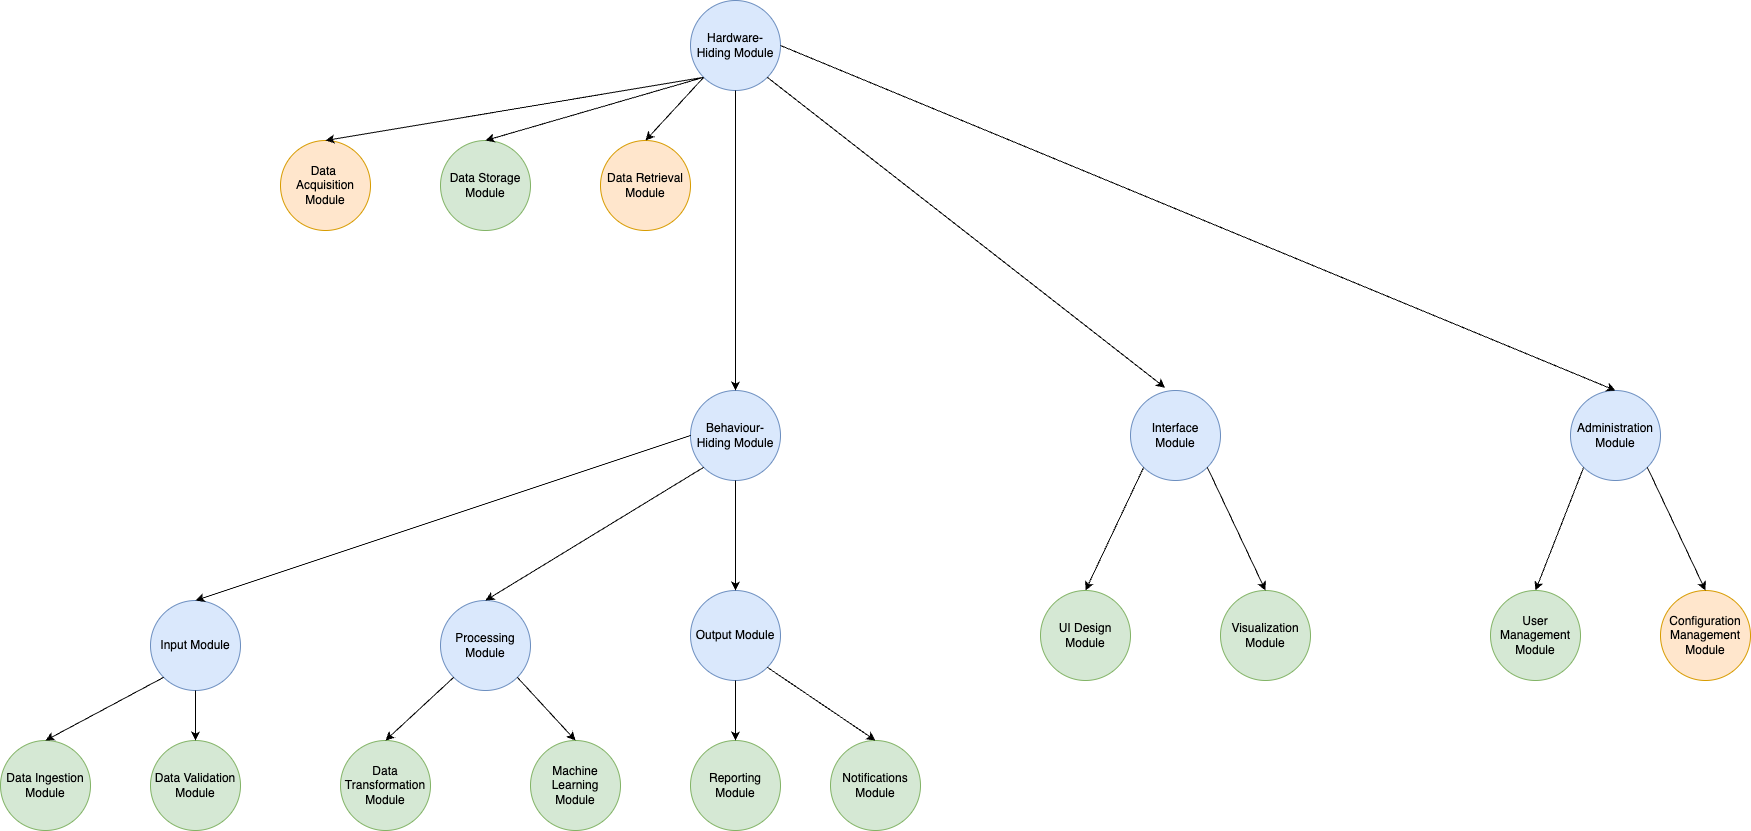 Hardware-
Hiding Module
Data
Acquisition
Module
Data Storage
Module
Data Retrieval
Module
Behaviour-
Hiding Module
Interface
Module
Administration
Module
Input Module
Processing
Module
Output Module
UI Design
Module
Visualization
Module
User
Management
Module
Configuration
Management
Module
Data Ingestion
Module
Data Validation
Module
Data
Transformation
Module
Machine
Learning
Module
Reporting
Module
Notifications
Module